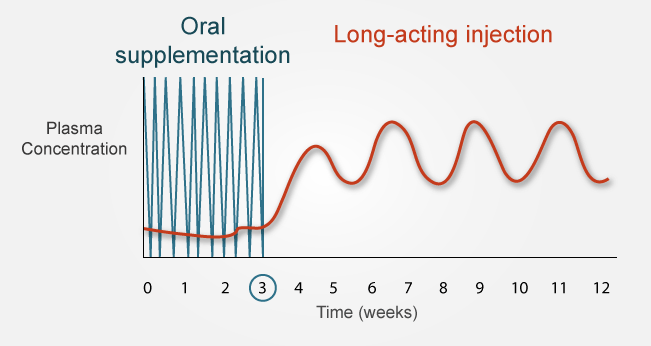 Oral
supplementation
Long-acting injection
Plasma
Concentration
0 1 2 3 4 5 6 7 8 9 10 11 12
Time (weeks)